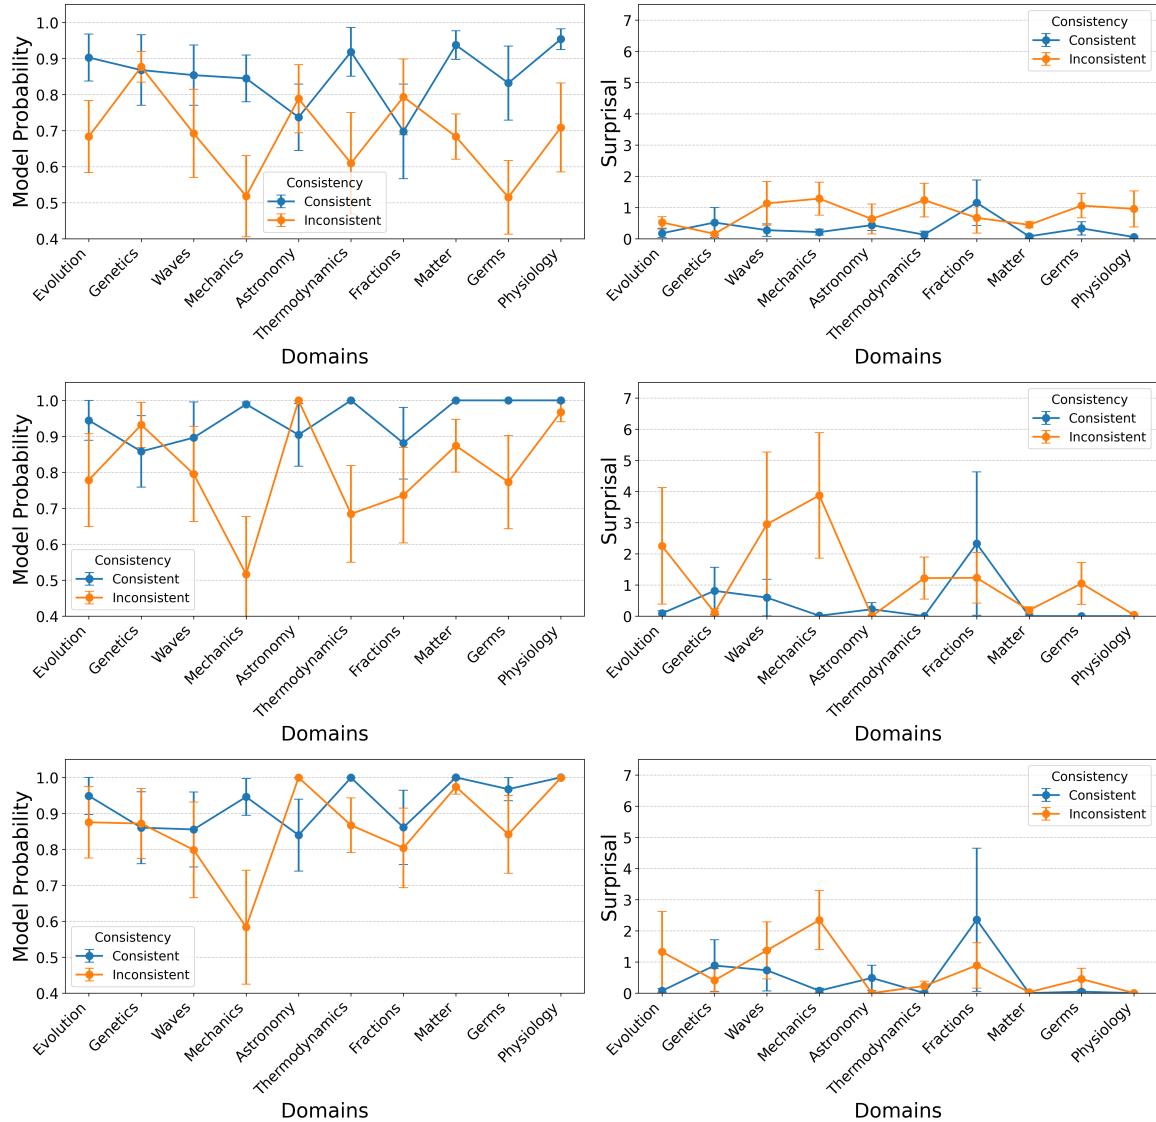 Model Probability
1.0
0.9
0.8
0.7
0.6
0.5
0.4
Consistency
Consistent
Inconsistent
Evolution
Genetics
Waves
Mechanics
Astronomy
Thermodynamics
Fractions
Matter
Germs
Physiology
Domains
Surprisal
7
6
5
4
3
2
1
0
Consistency
Consistent
Inconsistent
Evolution
Genetics
Waves
Mechanics
Astronomy
Thermodynamics
Fractions
Matter
Germs
Physiology
Domains
Model Probability
1.0
0.9
0.8
0.7
0.6
0.5
0.4
Consistency
Consistent
Inconsistent
Evolution
Genetics
Waves
Mechanics
Astronomy
Thermodynamics
Fractions
Matter
Germs
Physiology
Domains
Surprisal
7
6
5
4
3
2
1
0
Consistency
Consistent
Inconsistent
Evolution
Genetics
Waves
Mechanics
Astronomy
Thermodynamics
Fractions
Matter
Germs
Physiology
Domains
Model Probability
1.0
0.9
0.8
0.7
0.6
0.5
0.4
Consistency
Consistent
Inconsistent
Evolution
Genetics
Waves
Mechanics
Astronomy
Thermodynamics
Fractions
Matter
Germs
Physiology
Domains
Surprisal
7
6
5
4
3
2
1
0
Consistency
Consistent
Inconsistent
Evolution
Genetics
Waves
Mechanics
Astronomy
Thermodynamics
Fractions
Matter
Germs
Physiology
Domains